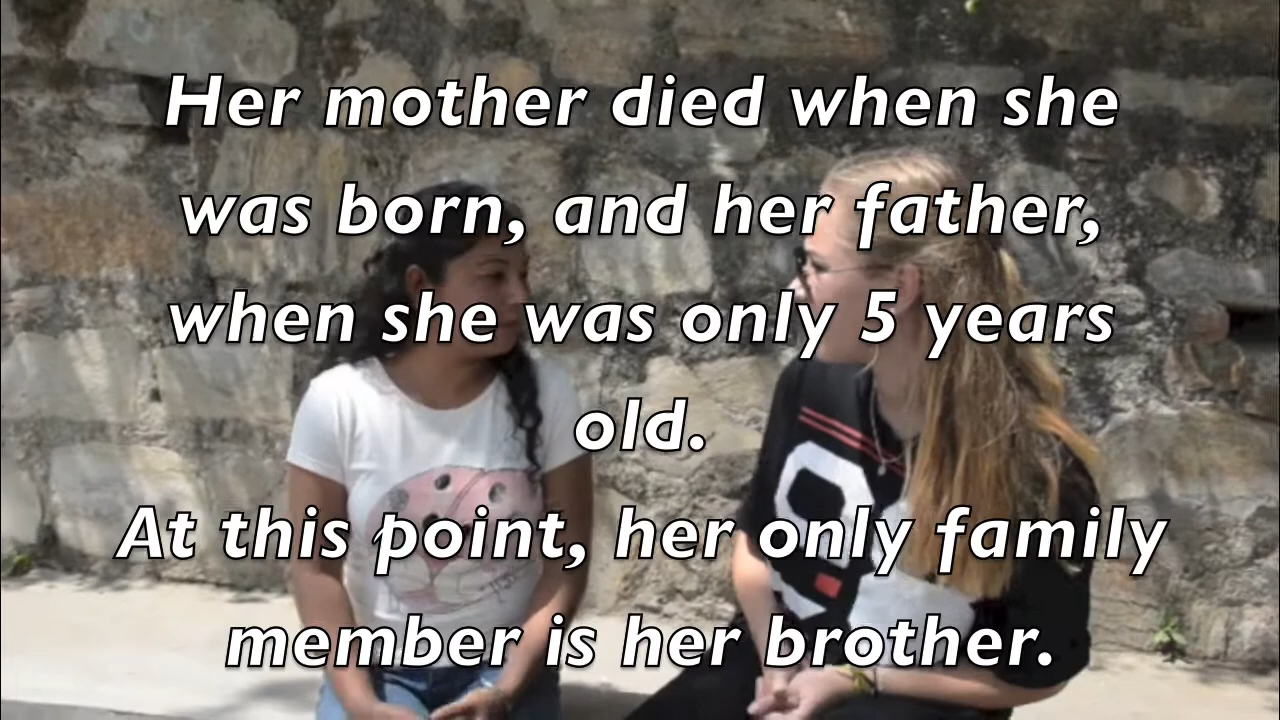 Her mother died when she
was born, and her father,
when she was only 5 years
old.
At this point, her only family
member is her brother.